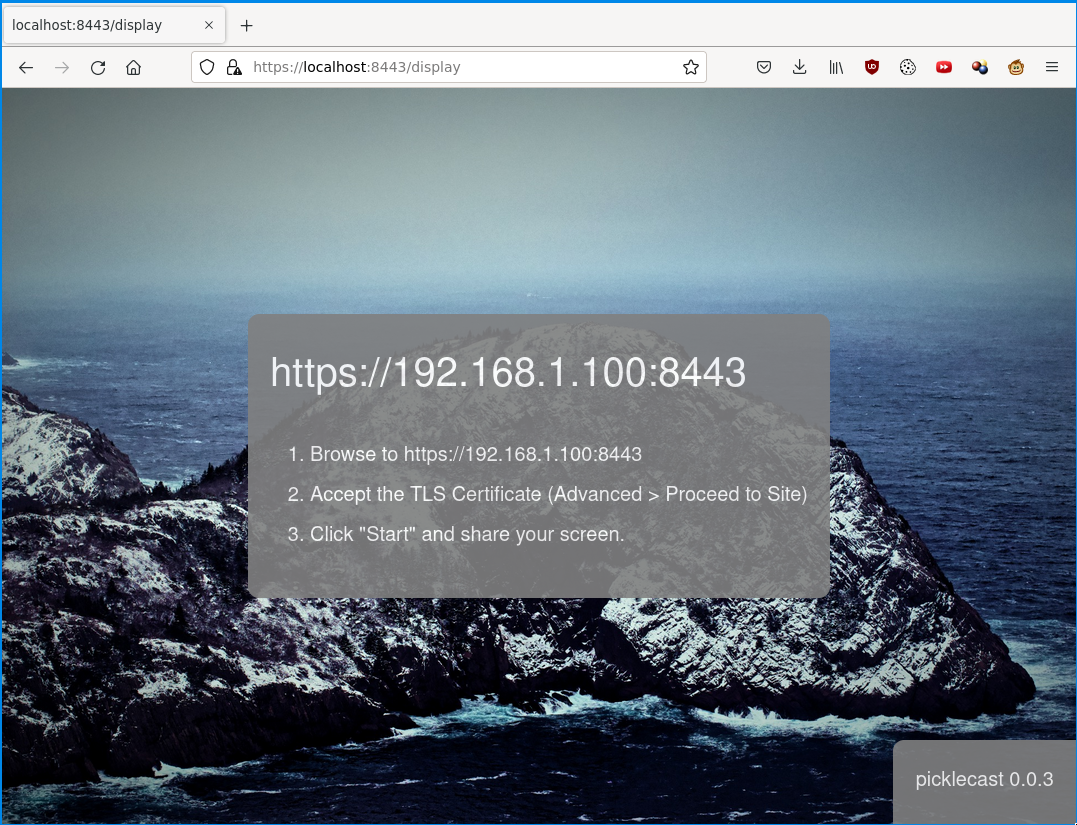 localhost:8443/display
https://localhost:8443/display
https://192.168.1.100:8443
1. Browse to https://192.168.1.100:8443
2. Accept the TLS Certificate (Advanced > Proceed to Site)
3. Click "Start" and share your screen.
picklecast 0.0.3